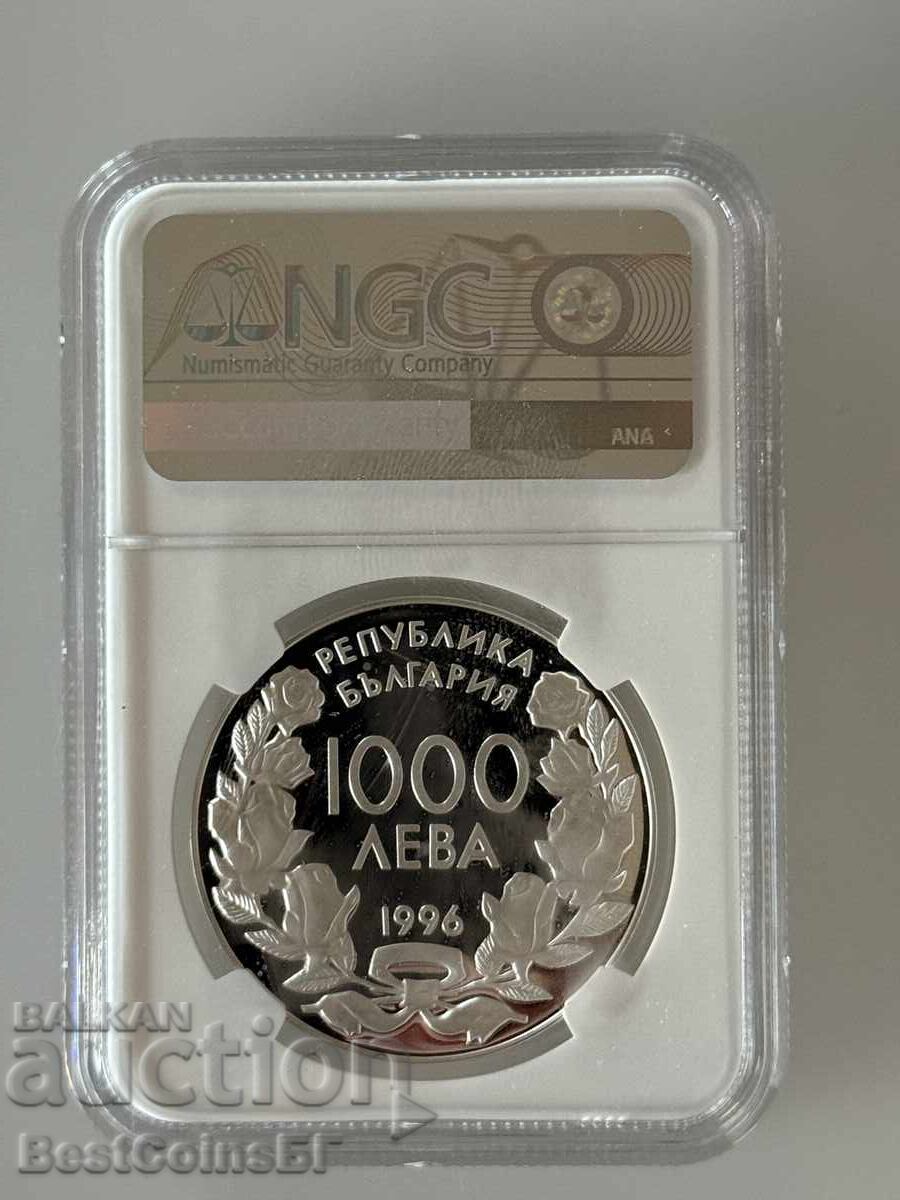 NGC
Numismatic Guaranty Company
ANA
РЕПУБЛИКА
БЪЛГАРИЯ
1000
ЛЕВА
1996
BALKAN
auction
BestCoinsБГ